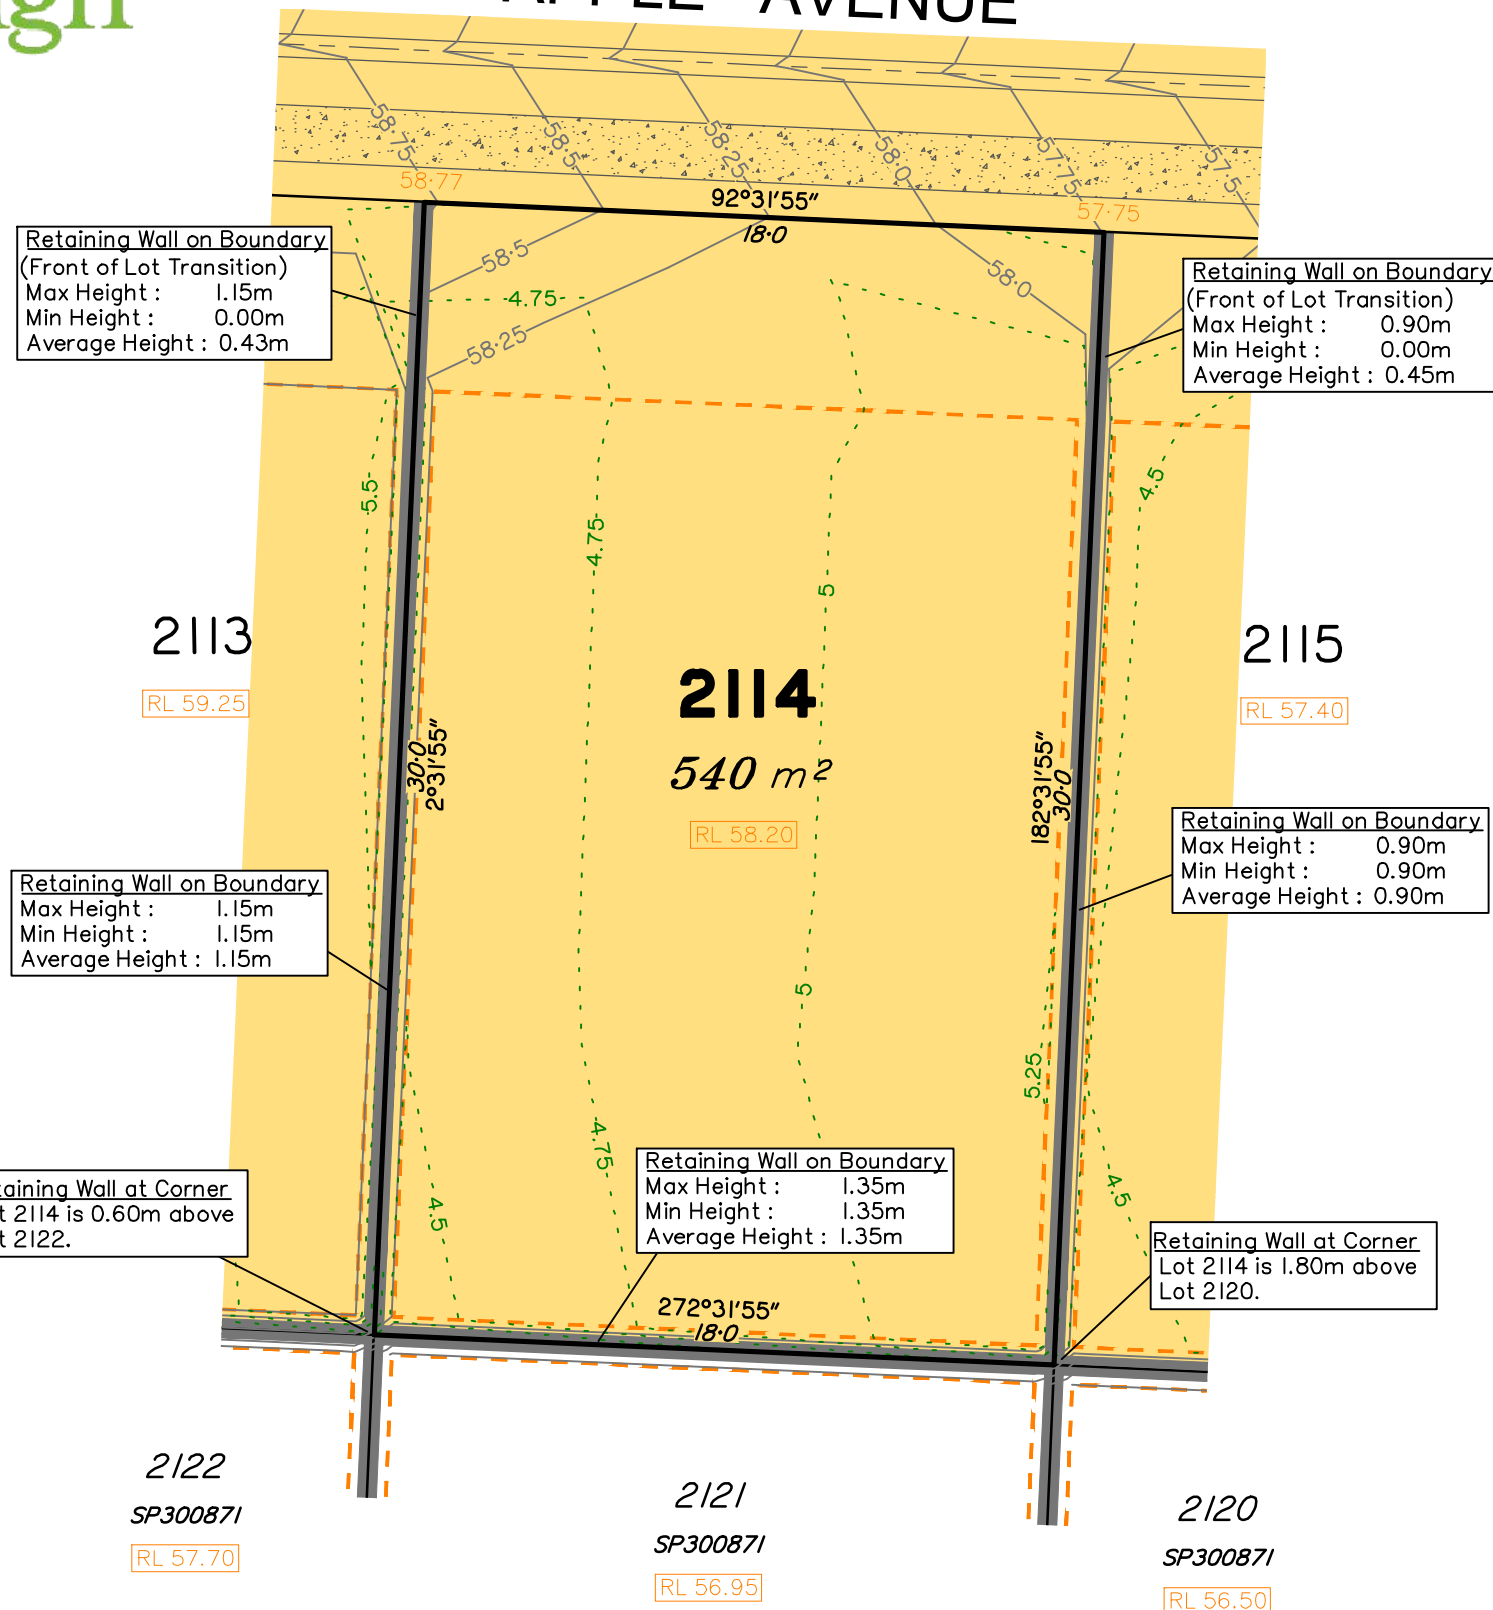 AVENUE
58·75
58·5
58·25
58·0
57·75
57·5
58·77
92°31'55"
57·75
18·0
Retaining Wall on Boundary
(Front of Lot Transition)
Max Height : 1.15m
Min Height : 0.00m
Average Height : 0.43m
58·5
58·0
4.75
58·25
Retaining Wall on Boundary
(Front of Lot Transition)
Max Height : 0.90m
Min Height : 0.00m
Average Height : 0.45m
5.5
4.75
5
4.5
2113
RL 59.25
2114
540 m²
RL 58.20
2115
RL 57.40
30·0
2°31'55"
182°31'55"
30·0
Retaining Wall on Boundary
Max Height : 1.15m
Min Height : 1.15m
Average Height : 1.15m
Retaining Wall on Boundary
Max Height : 0.90m
Min Height : 0.90m
Average Height : 0.90m
5
5.25
4.75
4.5
4.5
taining Wall at Corner
t 2114 is 0.60m above
t 2122.
Retaining Wall on Boundary
Max Height : 1.35m
Min Height : 1.35m
Average Height : 1.35m
Retaining Wall at Corner
Lot 2114 is 1.80m above
Lot 2120.
272°31'55"
18·0
2122
SP300871
RL 57.70
2121
SP300871
RL 56.95
2120
SP300871
RL 56.50